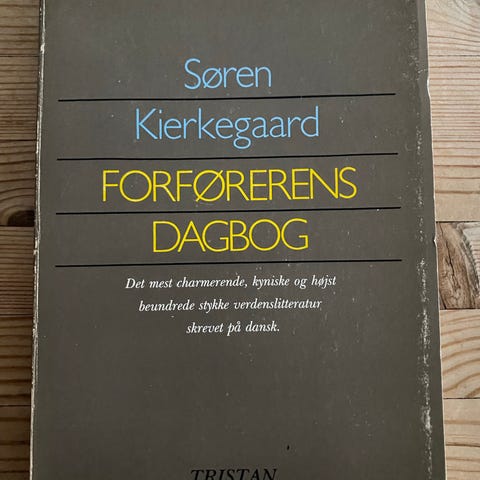 Søren
Kierkegaard
FORFØRERENS
DAGBOG
Det mest charmerende, kyniske og højst
beundrede stykke verdenslitteratur
skrevet på dansk.
TRISTAN